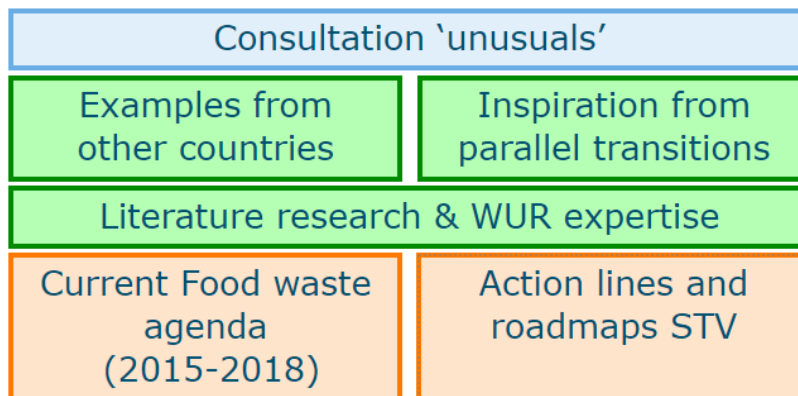 Consultation ‘unusuals’
Examples from
other countries
Inspiration from
parallel transitions
Literature research & WUR expertise
Current Food waste
agenda
(2015-2018)
Action lines and
roadmaps STV